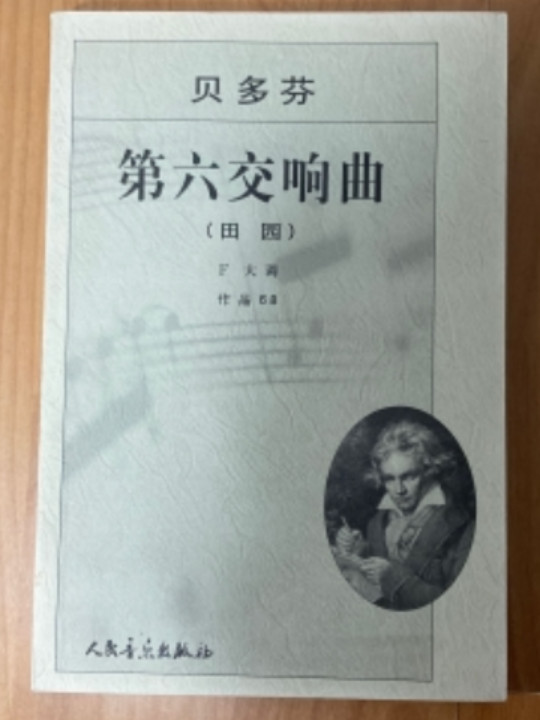 贝多芬
第六交响曲
(田 园)
F 大调
作品68
人民音乐出版社